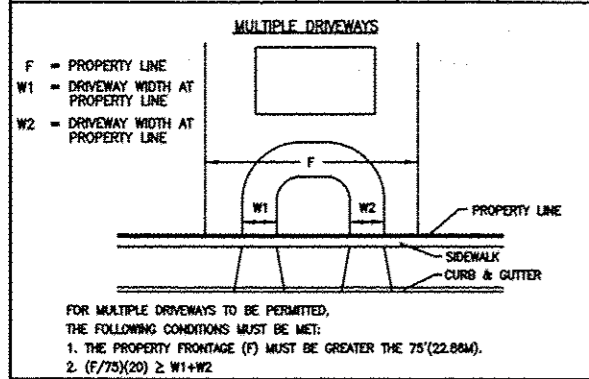 MULTIPLE DRIVEWAYS
F = PROPERTY LINE
W1 = DRIVEWAY WIDTH AT
PROPERTY LINE
W2 = DRIVEWAY WIDTH AT
PROPERTY LINE
F
W1
W2
PROPERTY LINE
SIDEWALK
CURB & GUTTER
FOR MULTIPLE DRIVEWAYS TO BE PERMITTED,
THE FOLLOWING CONDITIONS MUST BE MET:
1. THE PROPERTY FRONTAGE (F) MUST BE GREATER THE 75'(22.86M).
2. (F/75)(20) ≥ W1+W2